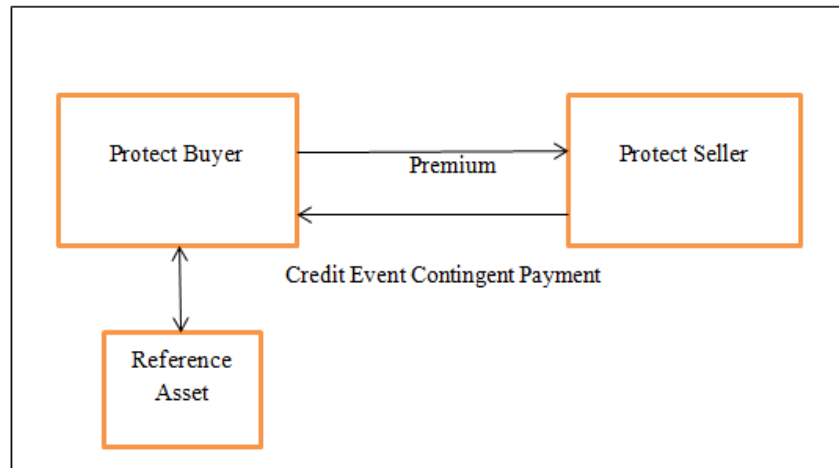 Protect Buyer
Protect Seller
Premium
Credit Event Contingent Payment
Reference
Asset